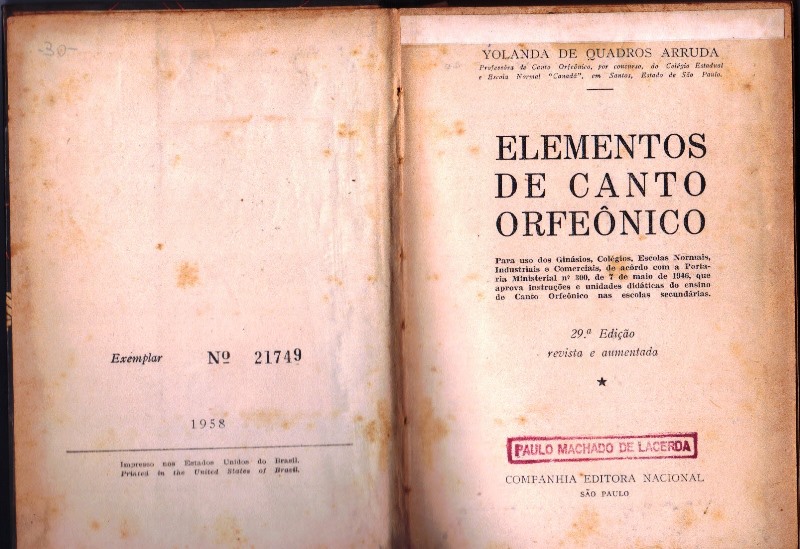 -30-
Exemplar Nº 21749
1958
Impresso nos Estados Unidos do Brasil.
Printed in the United States of Brasil.
YOLANDA DE QUADROS ARRUDA
Professôra de Canto Orfeônico, por concurso, do Colégio Estadual
e Escola Normal "Canadá", em Santos, Estado de São Paulo.
ELEMENTOS
DE CANTO
ORFEÔNICO
Para uso dos Ginásios, Colégios, Escolas Normais,
Industriais e Comerciais, de acôrdo com a Porta-
ria Ministerial nº 300, de 7 de maio de 1946, que
aprova instruções e unidades didáticas do ensino
de Canto Orfeônico nas escolas secundárias.
29.ª Edição
revista e aumentada
PAULO MACHADO DE LACERDA
COMPANHIA EDITORA NACIONAL
SÃO PAULO